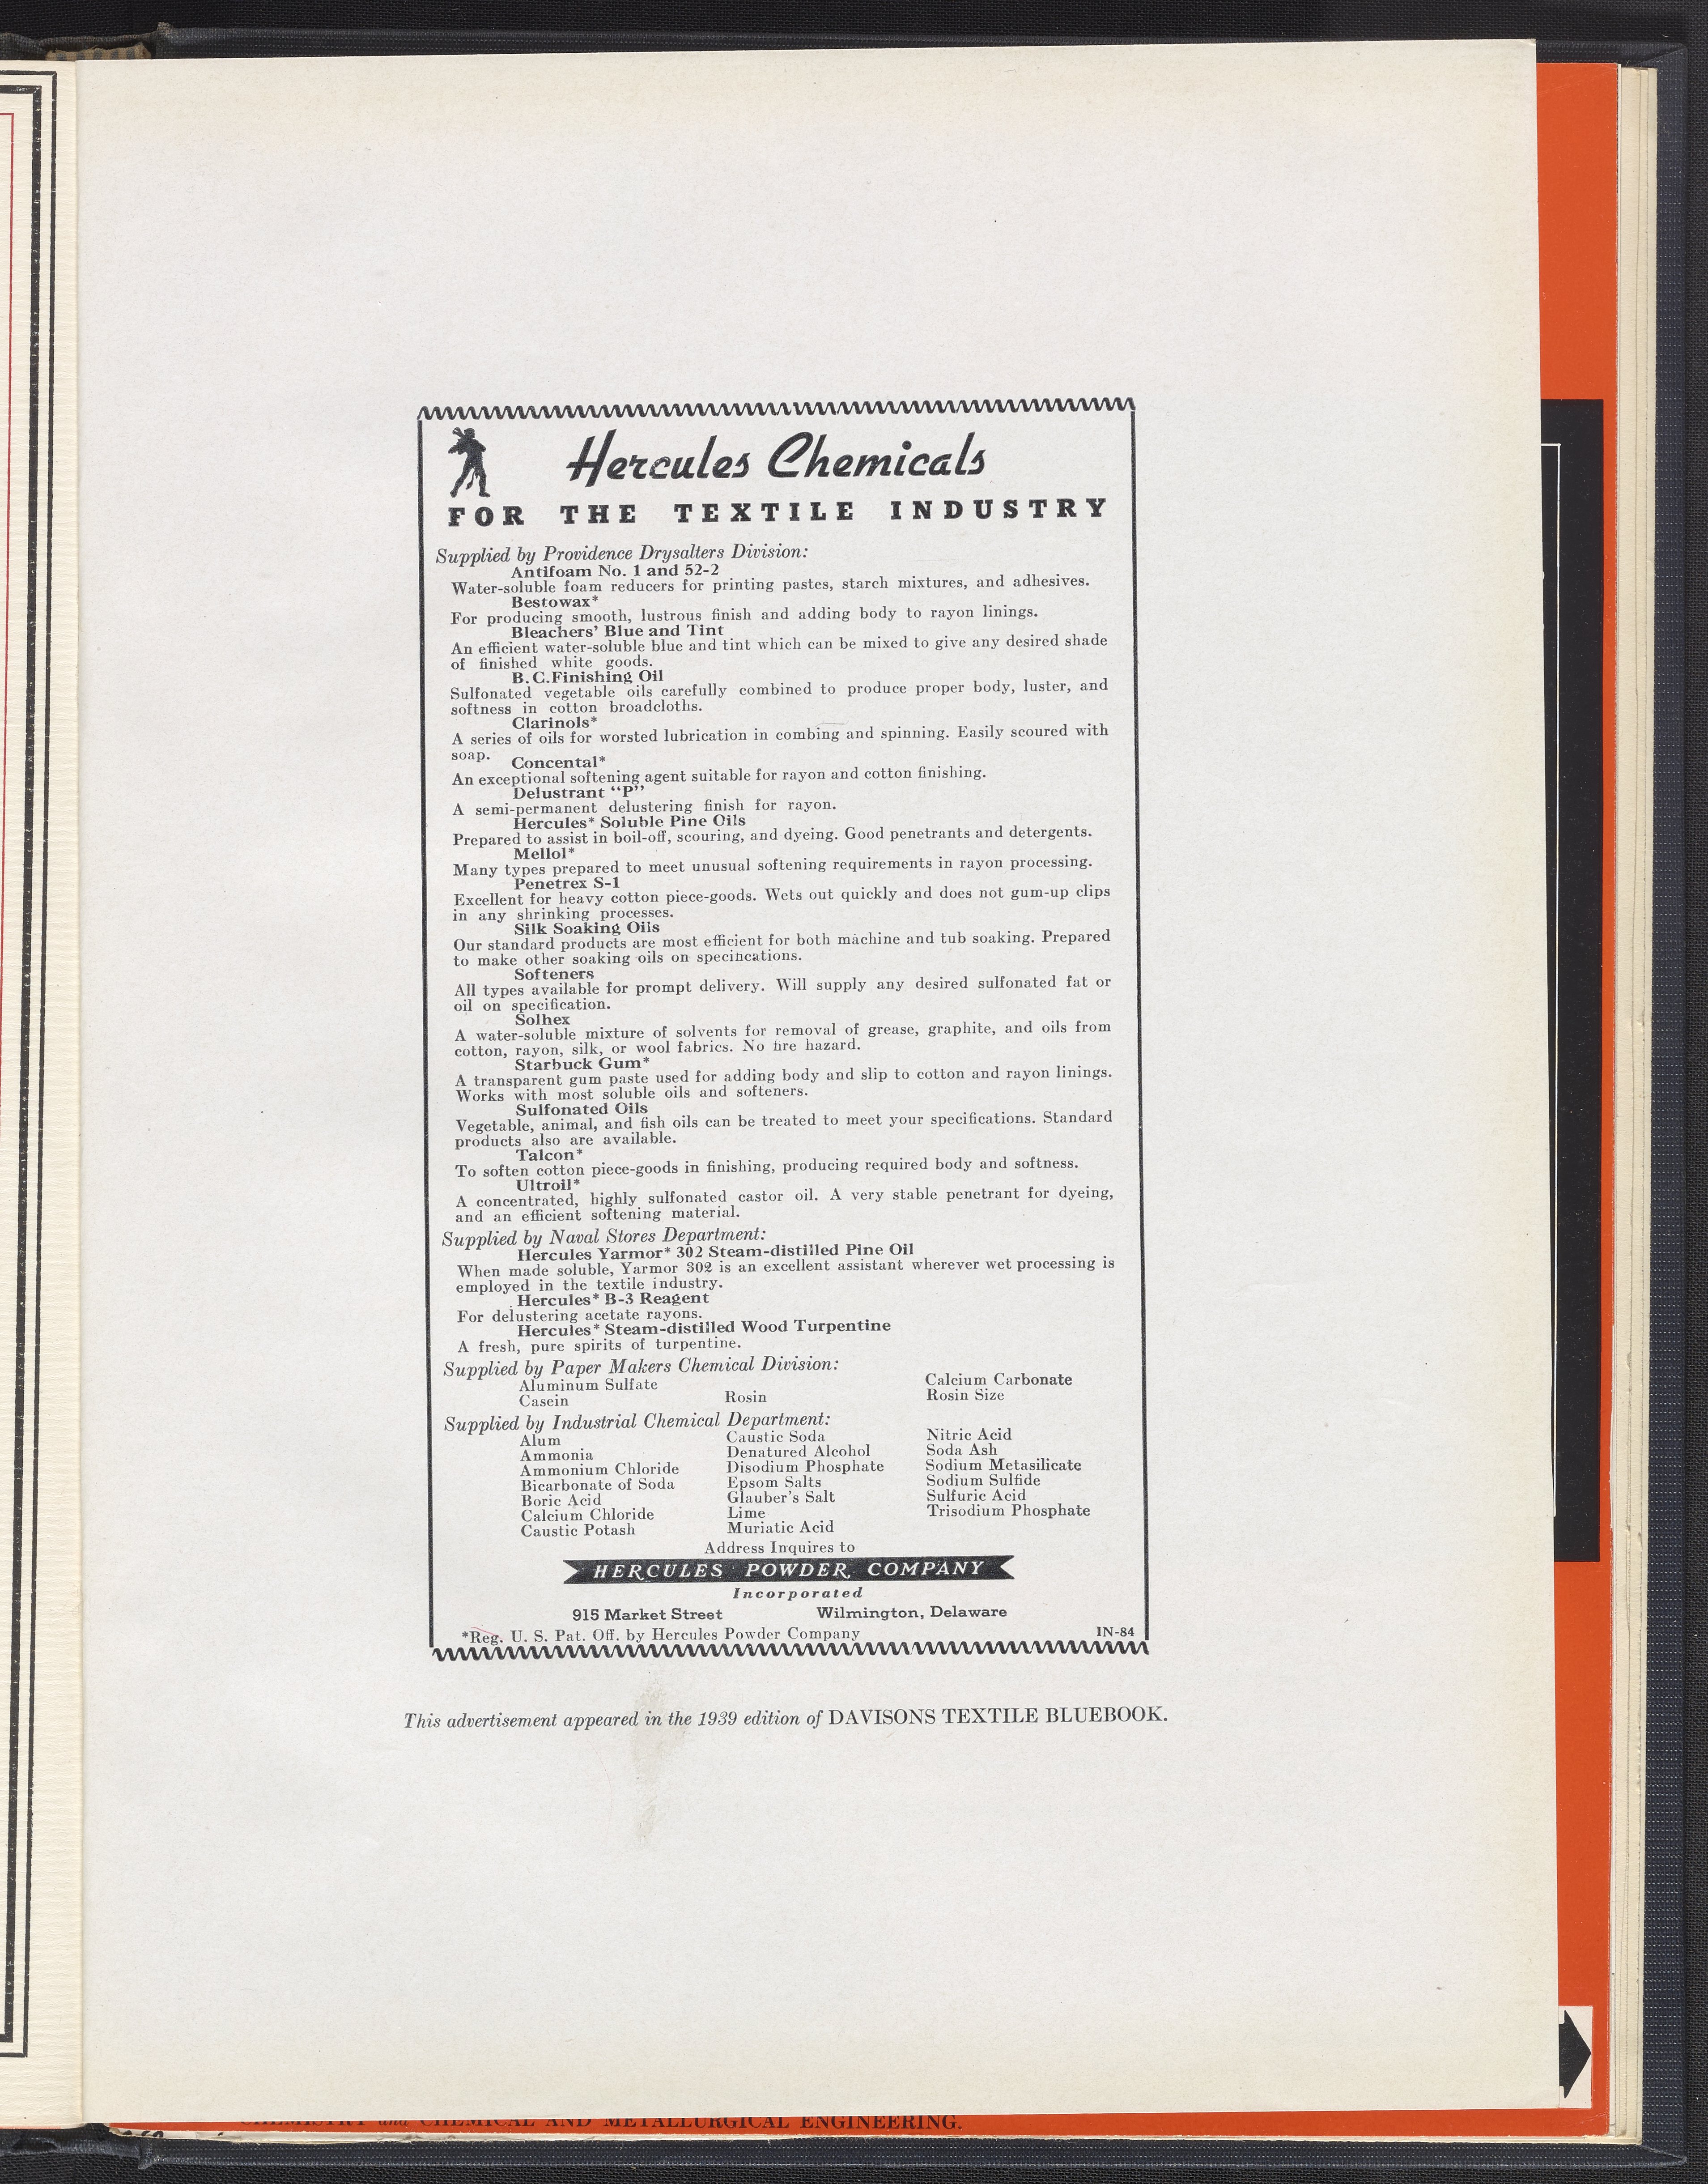 Hercules Chemicals
FOR THE TEXTILE INDUSTRY
Supplied by Providence Drysalters Division:
Antifoam No. 1 and 52-2
Water-soluble foam reducers for printing pastes, starch mixtures, and adhesives.
Bestowax*
For producing smooth, lustrous finish and adding body to rayon linings.
Bleachers' Blue and Tint
An efficient water-soluble blue and tint which can be mixed to give any desired shade
of finished white goods.
B.C.Finishing Oil
Sulfonated vegetable oils carefully combined to produce proper body, luster, and
softness in cotton broadcloths.
Clarinols*
A series of oils for worsted lubrication in combing and spinning. Easily scoured with
soap.
Concental*
An exceptional softening agent suitable for rayon and cotton finishing.
Delustrant "P"
A semi-permanent delustering finish for rayon.
Hercules* Soluble Pine Oils
Prepared to assist in boil-off, scouring, and dyeing. Good penetrants and detergents.
Mellol*
Many types prepared to meet unusual softening requirements in rayon processing.
Penetrex S-1
Excellent for heavy cotton piece-goods. Wets out quickly and does not gum-up clips
in any shrinking processes.
Silk Soaking Oils
Our standard products are most efficient for both machine and tub soaking. Prepared
to make other soaking oils on specifications.
Softeners
All types available for prompt delivery. Will supply any desired sulfonated fat or
oil on specification.
Solhex
A water-soluble mixture of solvents for removal of grease, graphite, and oils from
cotton, rayon, silk, or wool fabrics. No fire hazard.
Starbuck Gum*
A transparent gum paste used for adding body and slip to cotton and rayon linings.
Works with most soluble oils and softeners.
Sulfonated Oils
Vegetable, animal, and fish oils can be treated to meet your specifications. Standard
products also are available.
Talcon*
To soften cotton piece-goods in finishing, producing required body and softness.
Ultroil*
A concentrated, highly sulfonated castor oil. A very stable penetrant for dyeing,
and an efficient softening material.
Supplied by Naval Stores Department:
Hercules Yarmor* 302 Steam-distilled Pine Oil
When made soluble, Yarmor 302 is an excellent assistant wherever wet processing is
employed in the textile industry.
Hercules* B-3 Reagent
For delustering acetate rayons.
Hercules* Steam-distilled Wood Turpentine
A fresh, pure spirits of turpentine.
Supplied by Paper Makers Chemical Division:
Aluminum Sulfate Calcium Carbonate
Casein Rosin Rosin Size
Supplied by Industrial Chemical Department:
Alum Caustic Soda Nitric Acid
Ammonia Denatured Alcohol Soda Ash
Ammonium Chloride Disodium Phosphate Sodium Metasilicate
Bicarbonate of Soda Epsom Salts Sodium Sulfide
Boric Acid Glauber's Salt Sulfuric Acid
Calcium Chloride Lime Trisodium Phosphate
Caustic Potash Muriatic Acid
Address Inquires to
HERCULES POWDER COMPANY
Incorporated
915 Market Street Wilmington, Delaware
*Reg. U. S. Pat. Off. by Hercules Powder Company IN-84
This advertisement appeared in the 1939 edition of DAVISONS TEXTILE BLUEBOOK.
CHEMISTRY and CHEMICAL AND METALLURGICAL ENGINEERING.